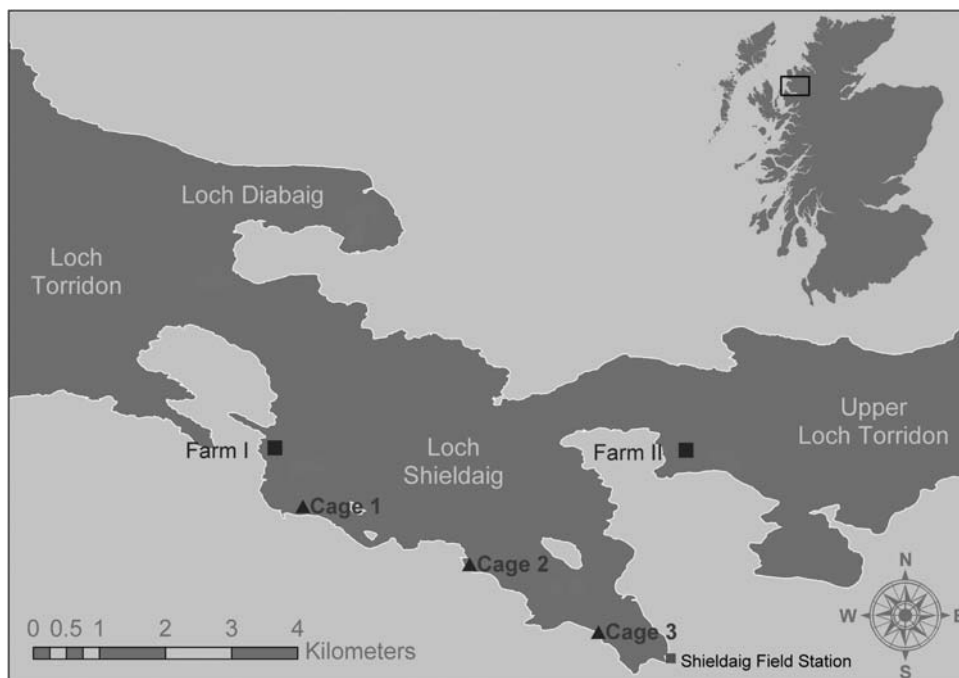 Loch Diabaig
Loch
Torridon
Upper
Loch Torridon
Farm I
Loch
Shieldaig
Farm II
Cage 1
Cage 2
Cage 3
Shieldaig Field Station
N
W
E
S
0 0.5 1 2 3 4
Kilometers